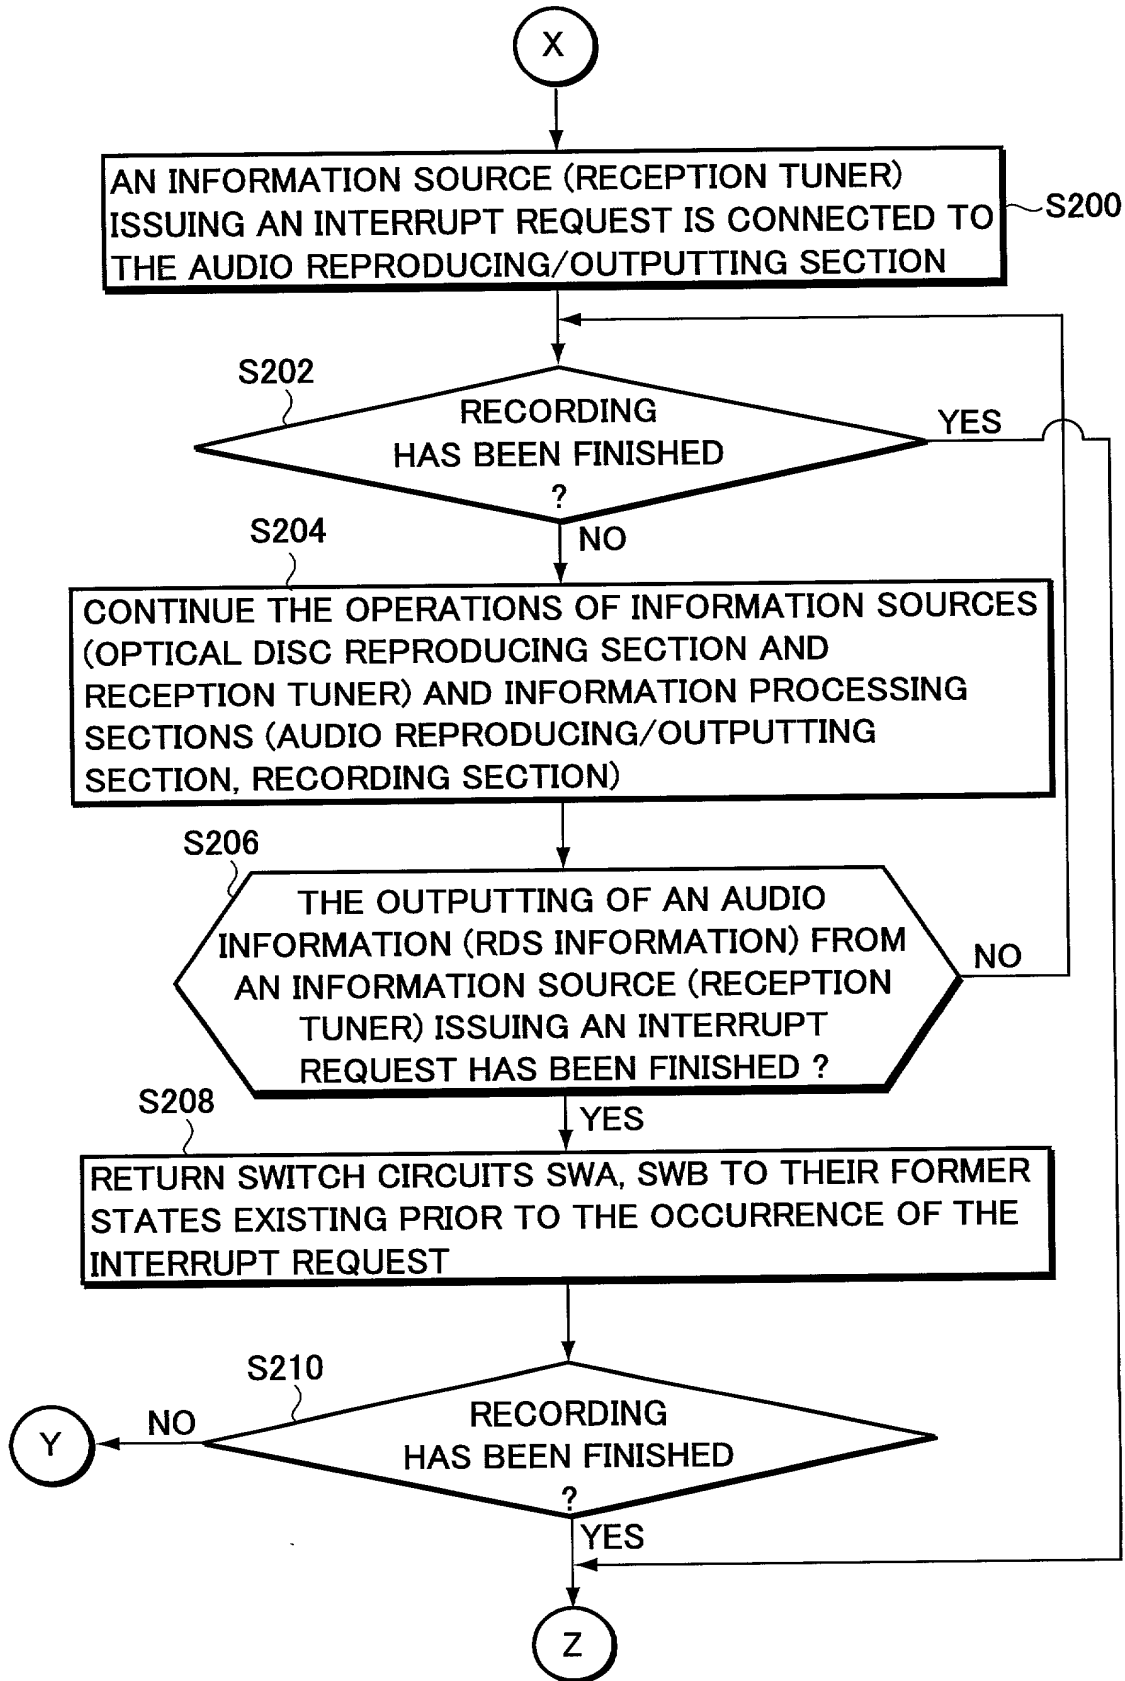 X
AN INFORMATION SOURCE (RECEPTION TUNER)
ISSUING AN INTERRUPT REQUEST IS CONNECTED TO
THE AUDIO REPRODUCING/OUTPUTTING SECTION
S200
S202
RECORDING
HAS BEEN FINISHED
?
YES
NO
S204
CONTINUE THE OPERATIONS OF INFORMATION SOURCES
(OPTICAL DISC REPRODUCING SECTION AND
RECEPTION TUNER) AND INFORMATION PROCESSING
SECTIONS (AUDIO REPRODUCING/OUTPUTTING
SECTION, RECORDING SECTION)
S206
THE OUTPUTTING OF AN AUDIO
INFORMATION (RDS INFORMATION) FROM
AN INFORMATION SOURCE (RECEPTION
TUNER) ISSUING AN INTERRUPT
REQUEST HAS BEEN FINISHED ?
NO
YES
S208
RETURN SWITCH CIRCUITS SWA, SWB TO THEIR FORMER
STATES EXISTING PRIOR TO THE OCCURRENCE OF THE
INTERRUPT REQUEST
S210
RECORDING
HAS BEEN FINISHED
?
NO
Y
YES
Z